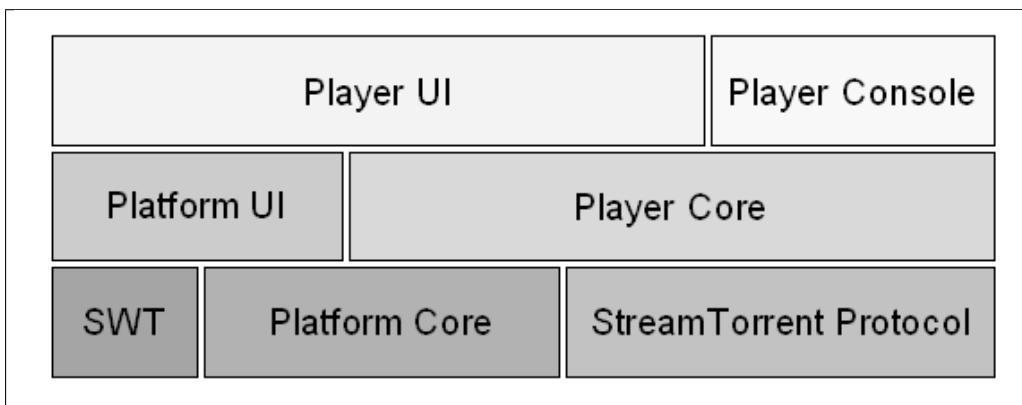 Player UI
Player Console
Platform UI
Player Core
SWT
Platform Core
StreamTorrent Protocol